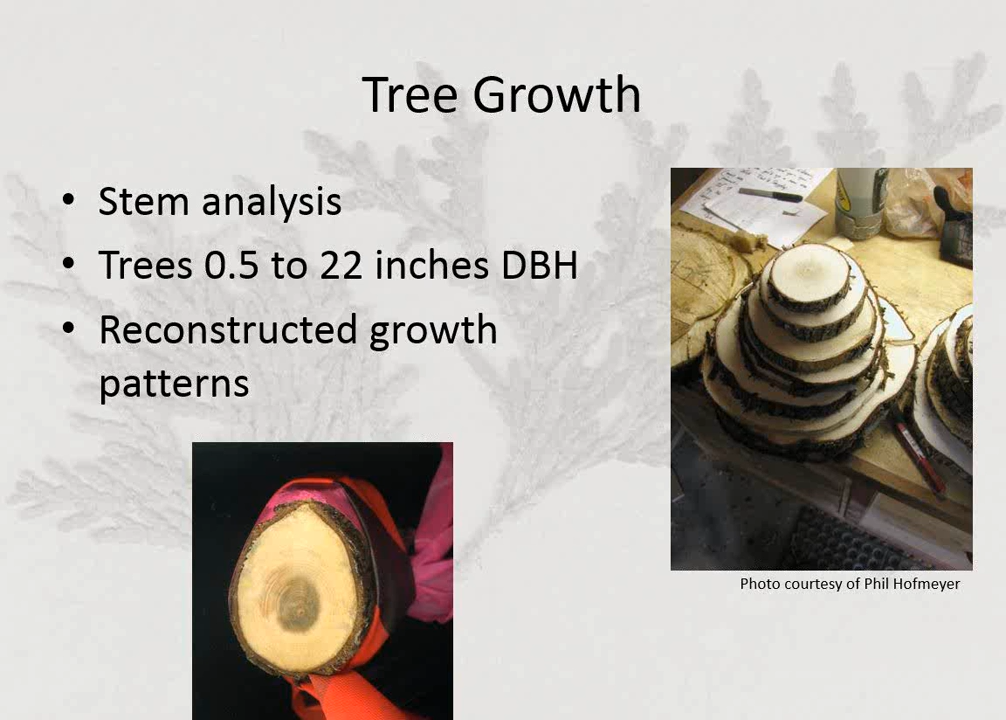 Tree Growth
• Stem analysis
• Trees 0.5 to 22 inches DBH
• Reconstructed growth
patterns
Photo courtesy of Phil Hofmeyer